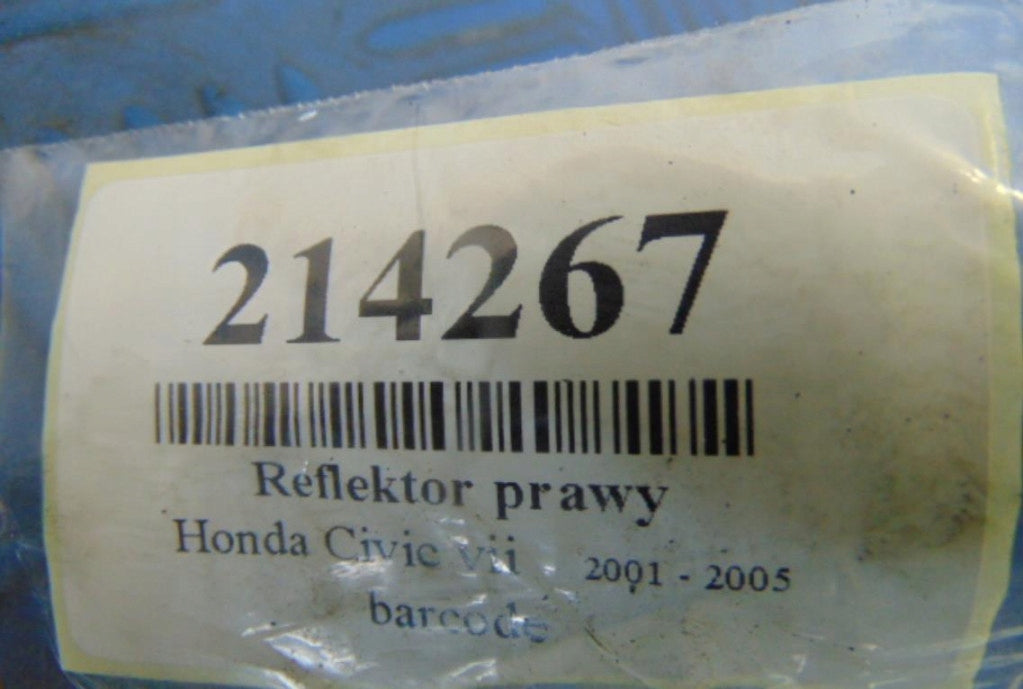 214267
Reflektor prawy
Honda Civic vii 2001 - 2005
barcode